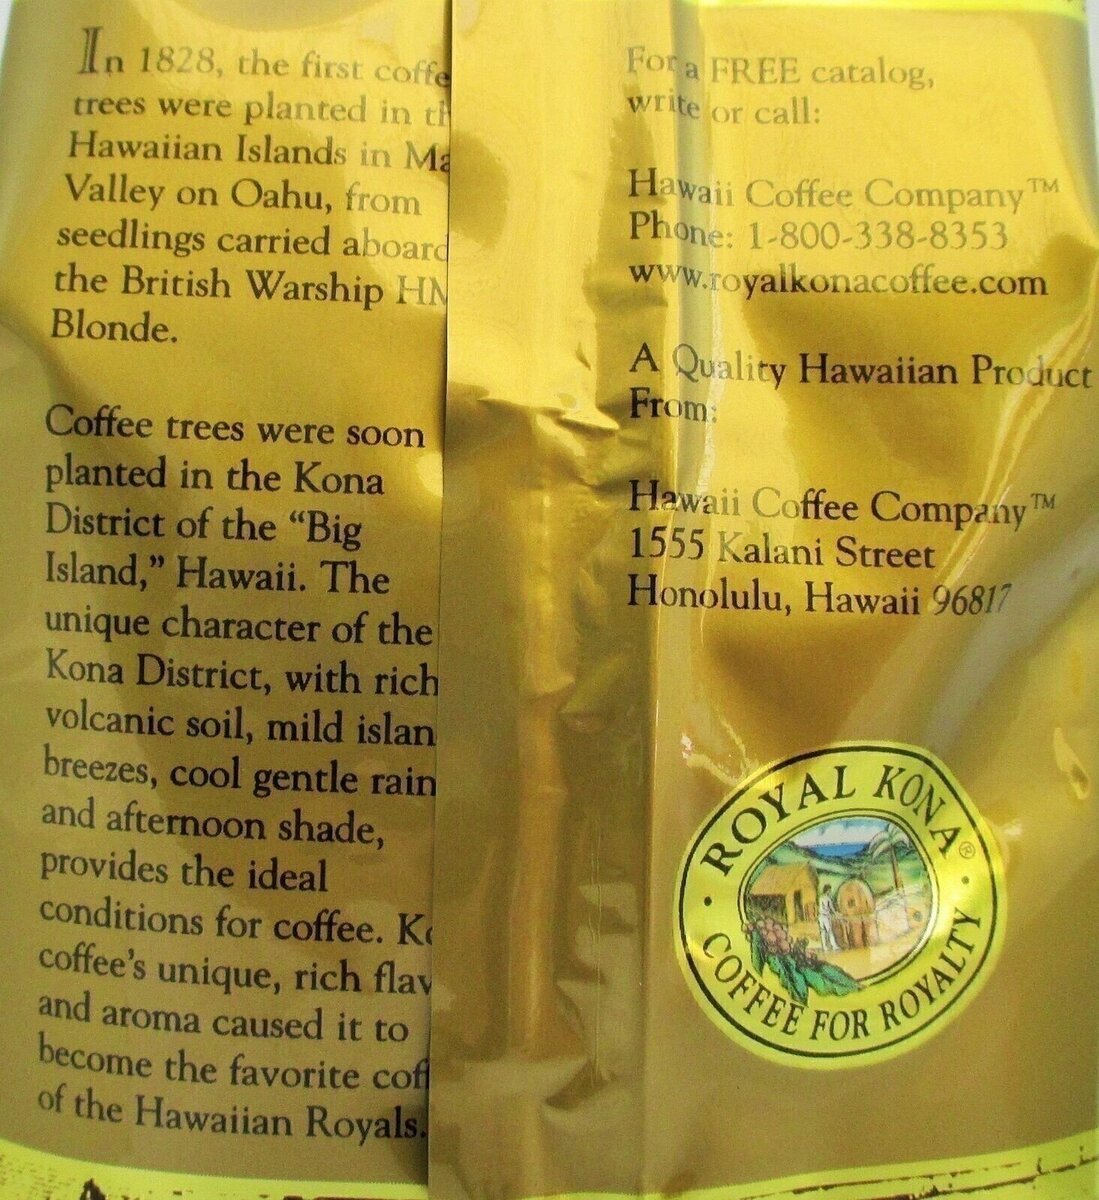 In 1828, the first coffe
trees were planted in th
Hawaiian Islands in Ma
Valley on Oahu, from
seedlings carried aboard
the British Warship HM
Blonde.
Coffee trees were soon
planted in the Kona
District of the “Big
Island,” Hawaii. The
unique character of the
Kona District, with rich
volcanic soil, mild islan
breezes, cool gentle rain
and afternoon shade,
provides the ideal
conditions for coffee. Ko
coffee's unique, rich flav
and aroma caused it to
become the favorite cof
of the Hawaiian Royals.
For a FREE catalog,
write or call:
Hawaii Coffee Company™
Phone: 1-800-338-8353
www.royalkonacoffee.com
A Quality Hawaiian Product
From:
Hawaii Coffee Company™
1555 Kalani Street
Honolulu, Hawaii 96817
ROYAL KONA®
COFFEE FOR ROYALTY